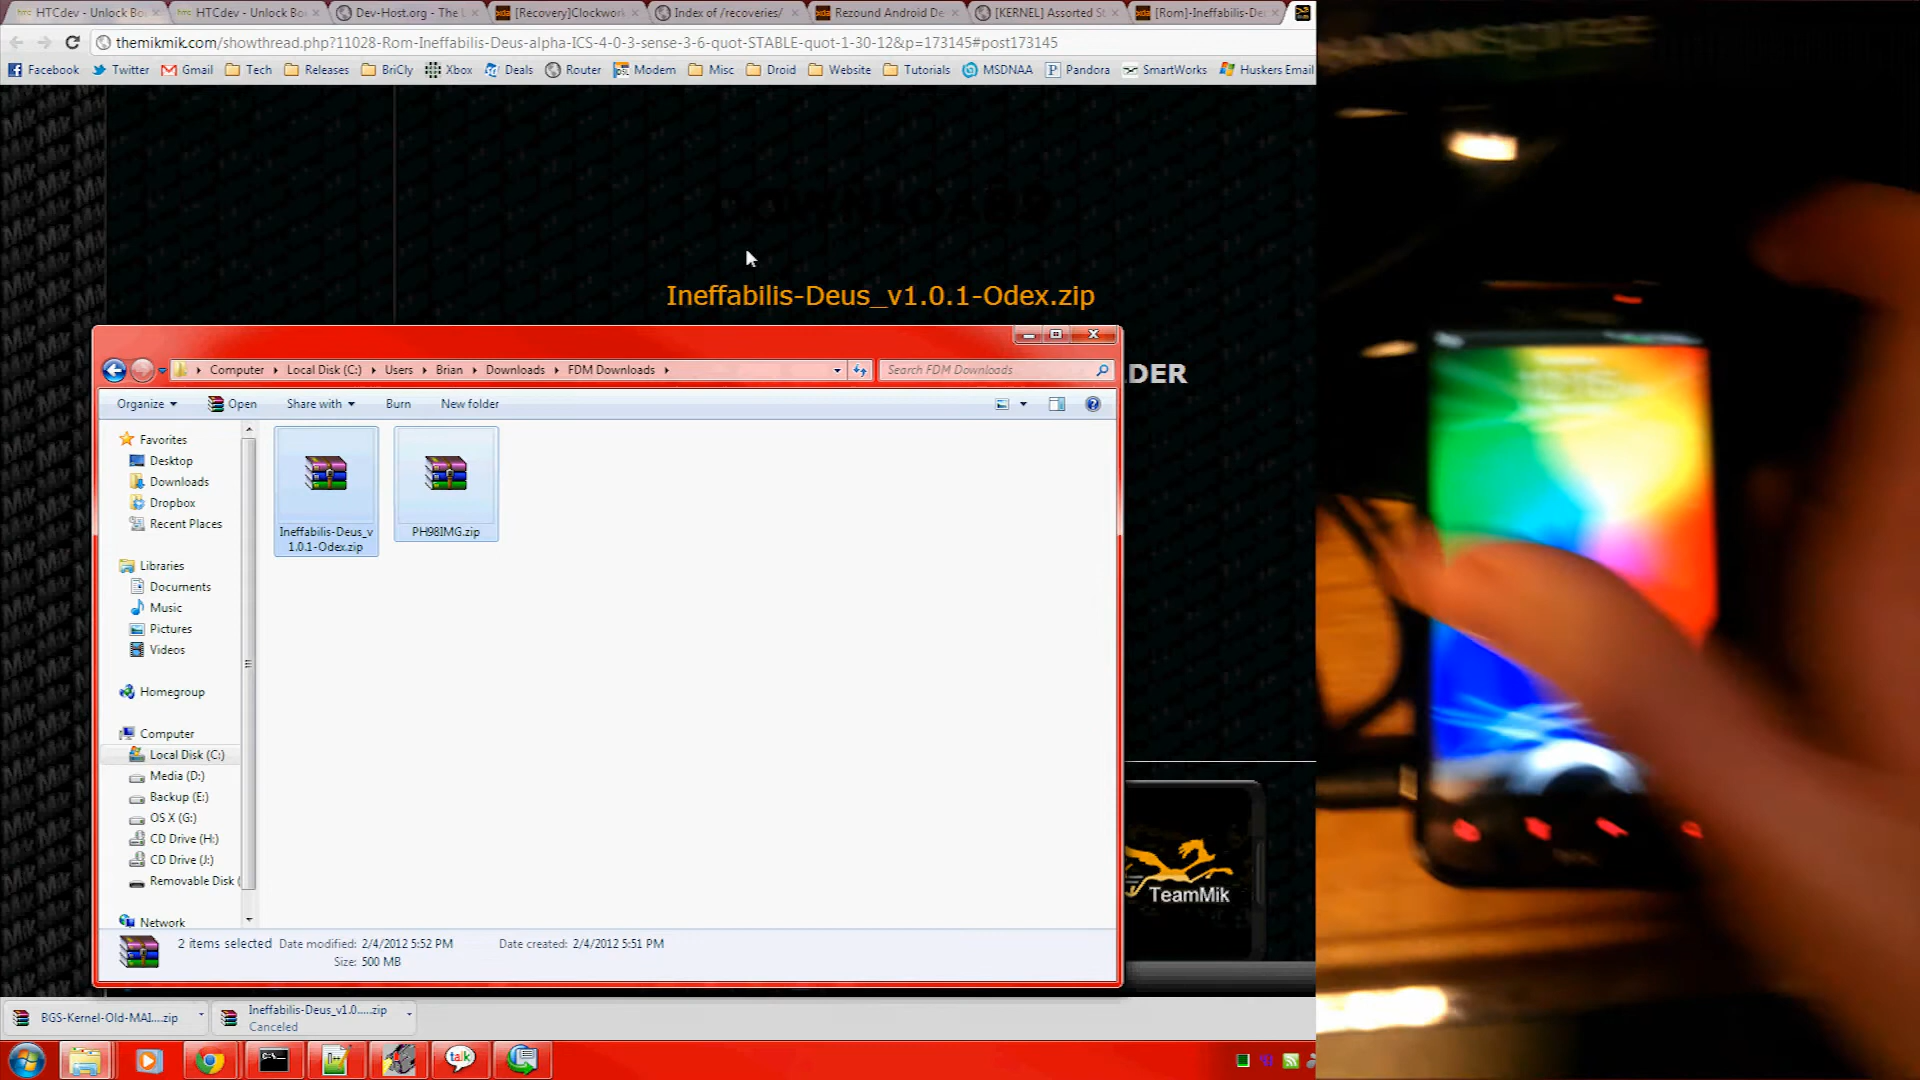 HTCdev - Unlock Bo
HTCdev - Unlock Boo
Dev-Host.org - The L
[Recovery]Clockwork
Index of /recoveries/
Rezound Android De
[KERNEL] Assorted S
[Rom]-Ineffabilis-De
themikmik.com/showthread.php?11028-Rom-Ineffabilis-Deus-alpha-ICS-4-0-3-sense-3-6-quot-STABLE-quot-1-30-12&p=173145#post173145
Facebook Twitter Gmail Tech Releases BriCly Xbox Deals Router Modem Misc Droid Website Tutorials MSDNAA Pandora SmartWorks Huskers Email
DOWNLOADS
Ineffabilis-Deus_v1.0.1-Odex.zip
DER
Computer Local Disk (C:) Users Brian Downloads FDM Downloads
Search FDM Downloads
Organize Open Share with Burn New folder
Favorites
Desktop
Downloads
Dropbox
Recent Places
Libraries
Documents
Music
Pictures
Videos
Homegroup
Computer
Local Disk (C:)
Media (D:)
Backup (E:)
OS X (G:)
CD Drive (H:)
CD Drive (J:)
Removable Disk (
Network
Ineffabilis-Deus_v
1.0.1-Odex.zip
PH98IMG.zip
2 items selected Date modified: 2/4/2012 5:52 PM Date created: 2/4/2012 5:51 PM
Size: 500 MB
TeamMik
BGS-Kernel-Old-MAI....zip
Ineffabilis-Deus_v1.0.....zip
Canceled
talk